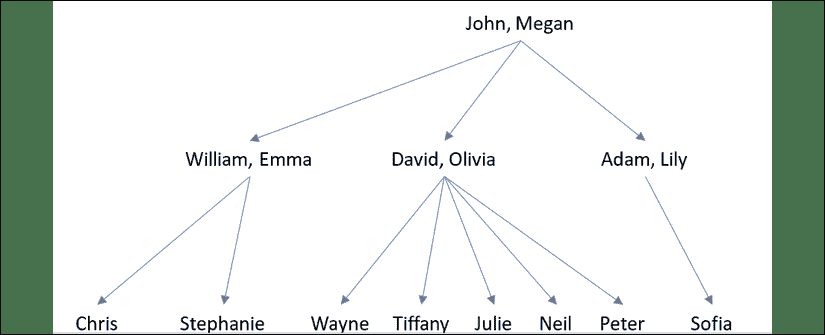 John, Megan
William, Emma David, Olivia Adam, Lily
Chris Stephanie Wayne Tiffany Julie Neil Peter Sofia